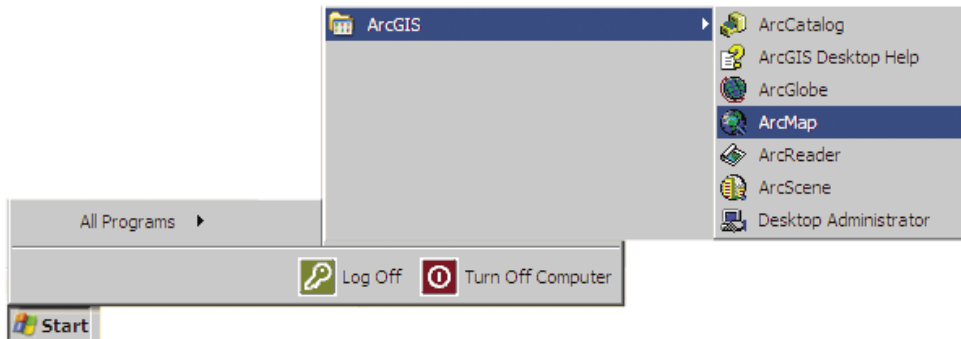 ArcGIS
ArcCatalog
ArcGIS Desktop Help
ArcGlobe
ArcMap
ArcReader
ArcScene
Desktop Administrator
All Programs
Log Off
Turn Off Computer
Start